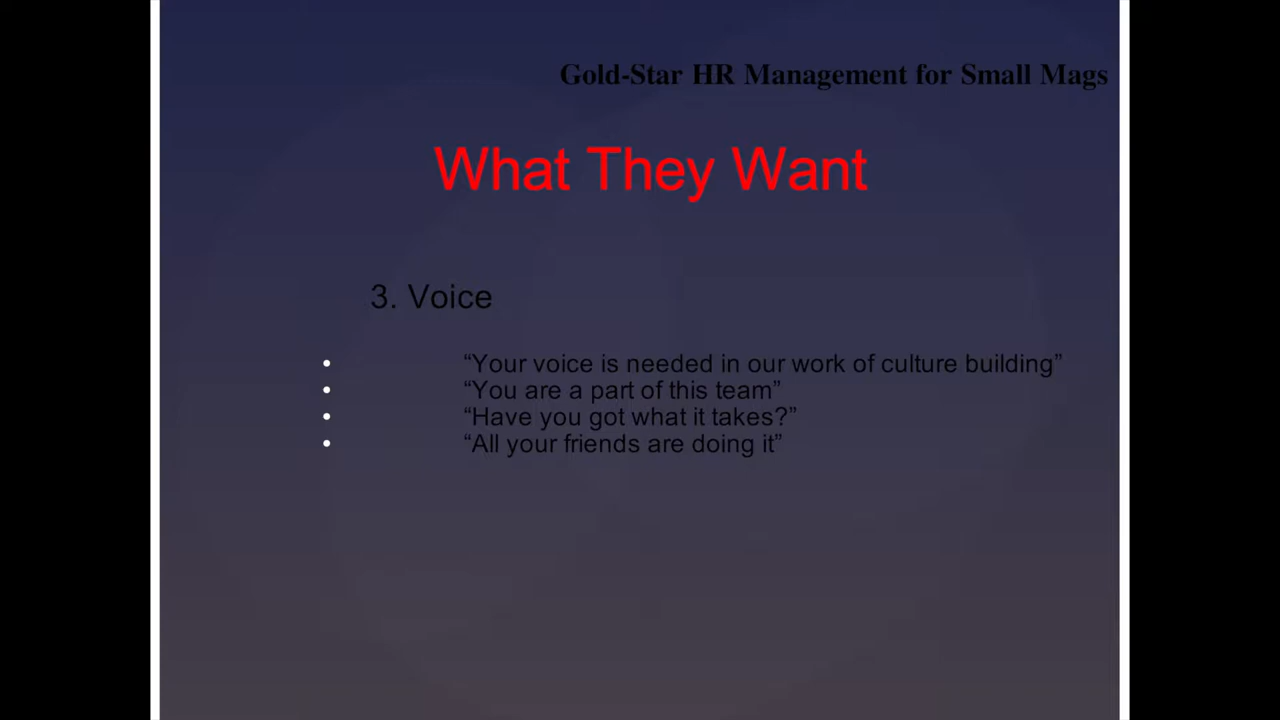 Gold-Star HR Management for Small Mags
What They Want
3. Voice
• “Your voice is needed in our work of culture building”
• “You are a part of this team”
• “Have you got what it takes?”
• “All your friends are doing it”